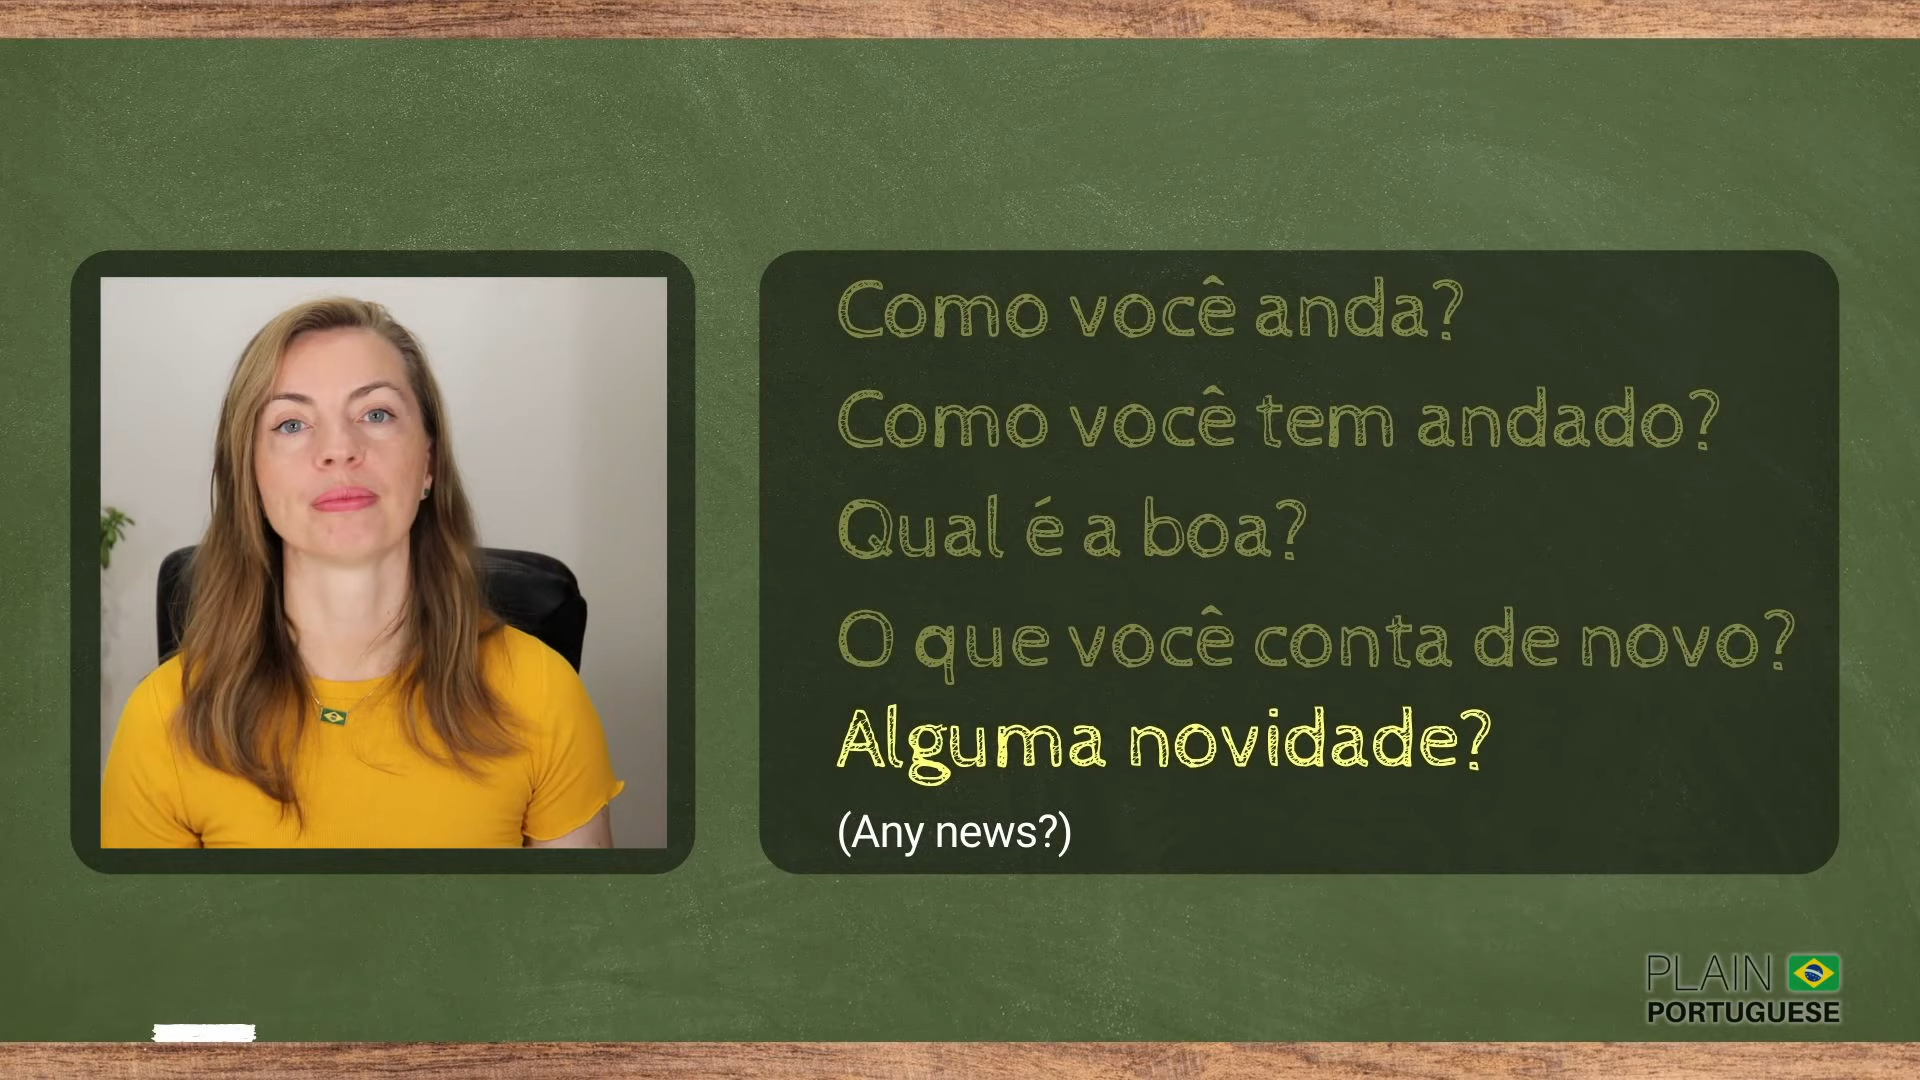 Como você anda?
Como você tem andado?
Qual é a boa?
O que você conta de novo?
Alguma novidade?
(Any news?)
PLAIN
PORTUGUESE